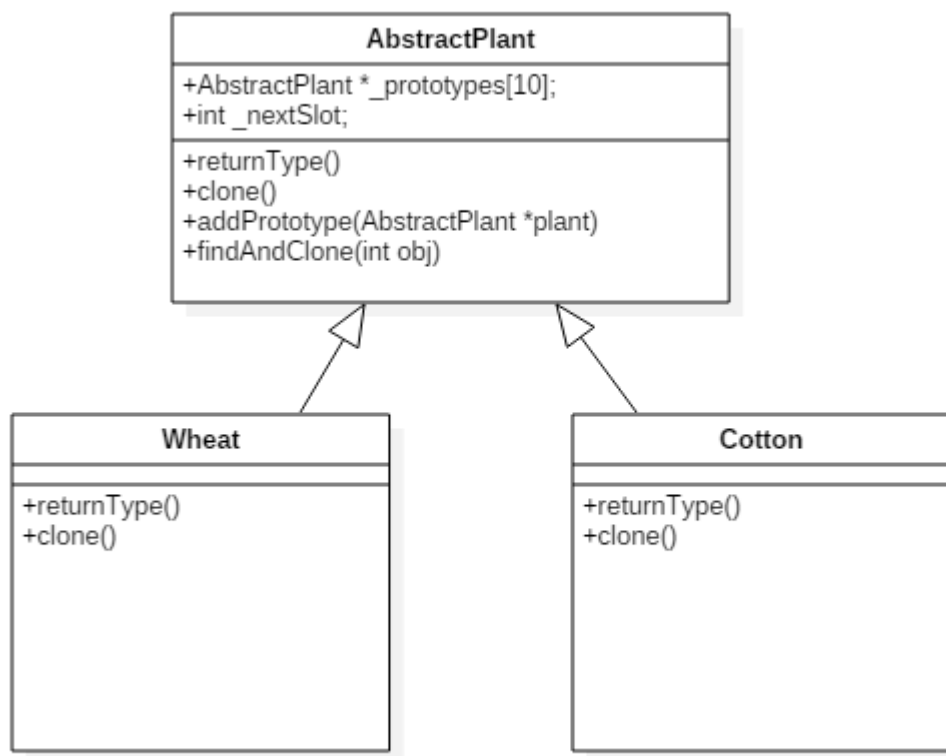 AbstractPlant
+AbstractPlant *_prototypes[10];
+int _nextSlot;
+returnType()
+clone()
+addPrototype(AbstractPlant *plant)
+findAndClone(int obj)
Wheat
+returnType()
+clone()
Cotton
+returnType()
+clone()